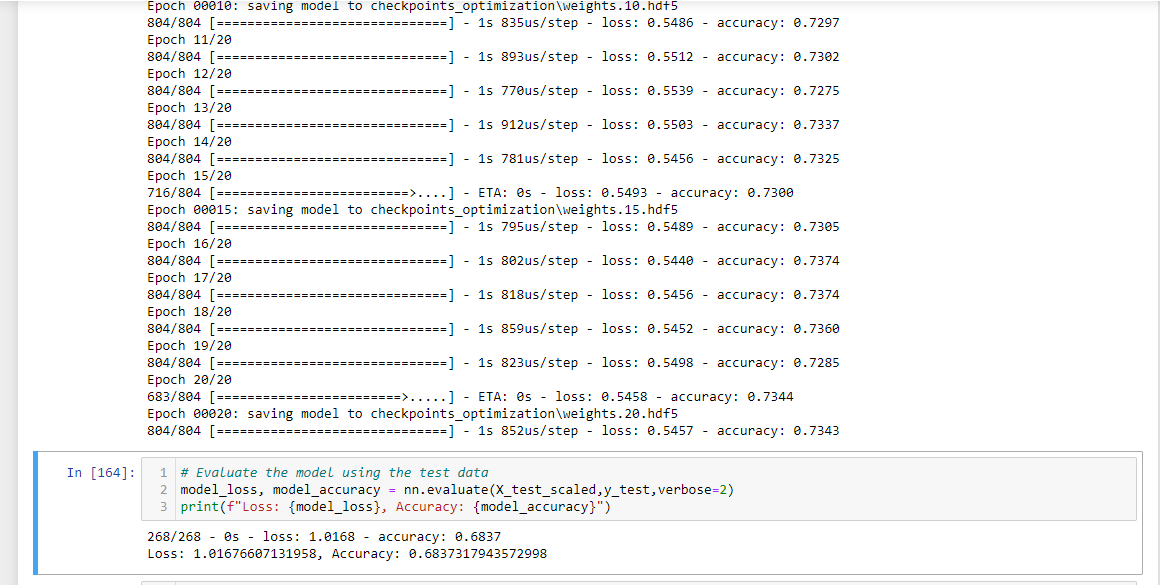 Epoch 00010: saving model to checkpoints_optimization\weights.10.hdf5
804/804 [==============================] - 1s 835us/step - loss: 0.5486 - accuracy: 0.7297
Epoch 11/20
804/804 [==============================] - 1s 893us/step - loss: 0.5512 - accuracy: 0.7302
Epoch 12/20
804/804 [==============================] - 1s 770us/step - loss: 0.5539 - accuracy: 0.7275
Epoch 13/20
804/804 [==============================] - 1s 912us/step - loss: 0.5503 - accuracy: 0.7337
Epoch 14/20
804/804 [==============================] - 1s 781us/step - loss: 0.5456 - accuracy: 0.7325
Epoch 15/20
716/804 [=========================>....] - ETA: 0s - loss: 0.5493 - accuracy: 0.7300
Epoch 00015: saving model to checkpoints_optimization\weights.15.hdf5
804/804 [==============================] - 1s 795us/step - loss: 0.5489 - accuracy: 0.7305
Epoch 16/20
804/804 [==============================] - 1s 802us/step - loss: 0.5440 - accuracy: 0.7374
Epoch 17/20
804/804 [==============================] - 1s 818us/step - loss: 0.5456 - accuracy: 0.7374
Epoch 18/20
804/804 [==============================] - 1s 859us/step - loss: 0.5452 - accuracy: 0.7360
Epoch 19/20
804/804 [==============================] - 1s 823us/step - loss: 0.5498 - accuracy: 0.7285
Epoch 20/20
683/804 [========================>.....] - ETA: 0s - loss: 0.5458 - accuracy: 0.7344
Epoch 00020: saving model to checkpoints_optimization\weights.20.hdf5
804/804 [==============================] - 1s 852us/step - loss: 0.5457 - accuracy: 0.7343
In [164]: 1 # Evaluate the model using the test data
2 model_loss, model_accuracy = nn.evaluate(X_test_scaled,y_test,verbose=2)
3 print(f"Loss: {model_loss}, Accuracy: {model_accuracy}")
268/268 - 0s - loss: 1.0168 - accuracy: 0.6837
Loss: 1.01676607131958, Accuracy: 0.6837317943572998